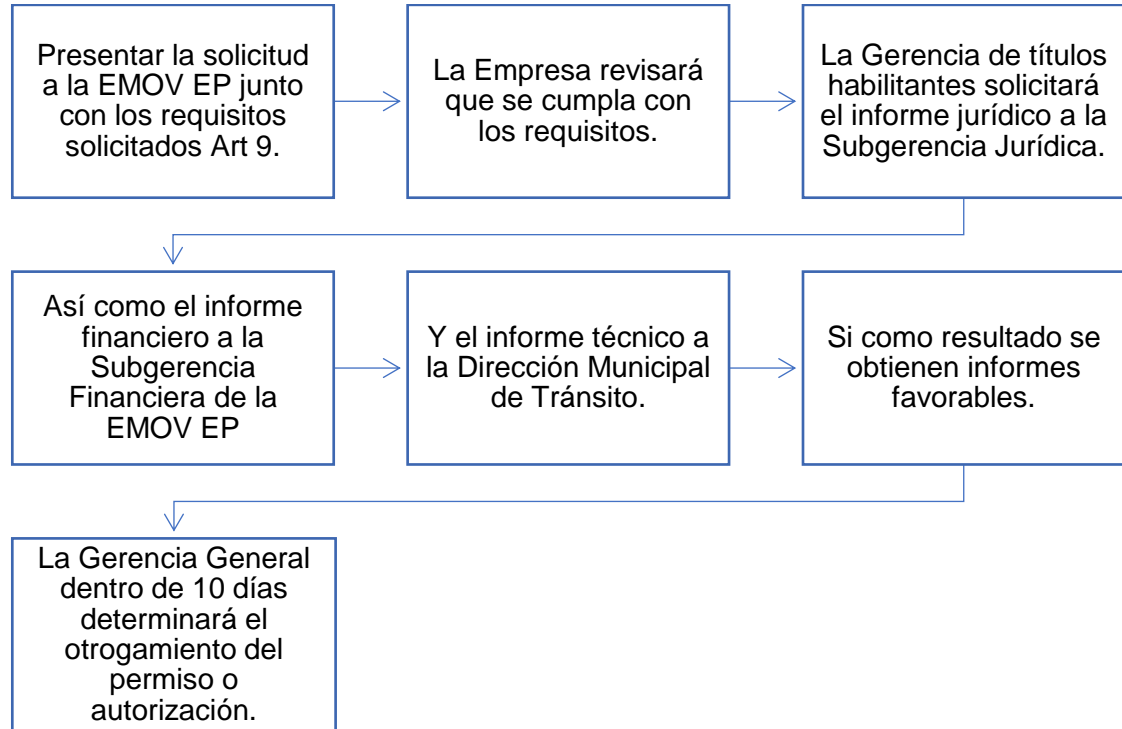 Presentar la solicitud
a la EMOV EP junto
con los requisitos
solicitados Art 9.
La Empresa revisará
que se cumpla con
los requisitos.
La Gerencia de títulos
habilitantes solicitará
el informe jurídico a la
Subgerencia Jurídica.
Así como el informe
financiero a la
Subgerencia
Financiera de la
EMOV EP
Y el informe técnico a
la Dirección Municipal
de Tránsito.
Si como resultado se
obtienen informes
favorables.
La Gerencia General
dentro de 10 días
determinará el
otrogamiento del
permiso o
autorización.